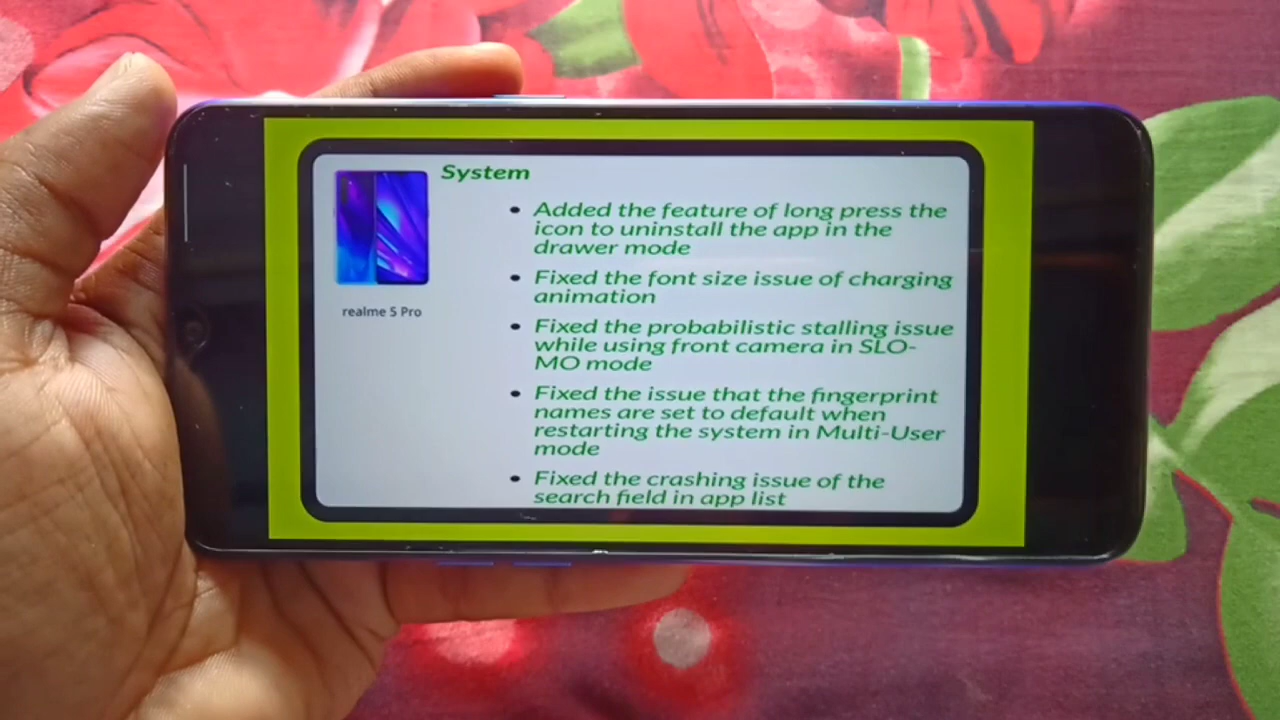 System
• Added the feature of long press the
icon to uninstall the app in the
drawer mode
• Fixed the font size issue of charging
animation
realme 5 Pro
• Fixed the probabilistic stalling issue
while using front camera in SLO-
MO mode
• Fixed the issue that the fingerprint
names are set to default when
restarting the system in Multi-User
mode
• Fixed the crashing issue of the
search field in app list